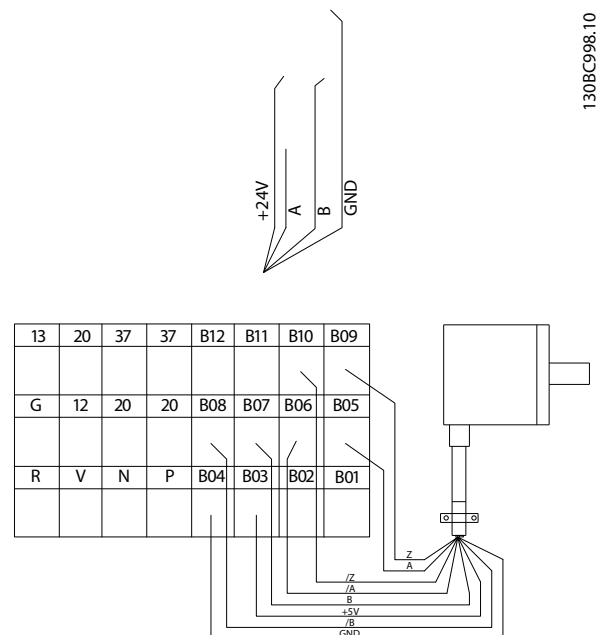 130BC998.10
+24V
A
B
GND
13 20 37 37 B12 B11 B10 B09
G 12 20 20 B08 B07 B06 B05
R V N P B04 B03 B02 B01
Z
A
/Z
/A
B
+5V
/B
GND